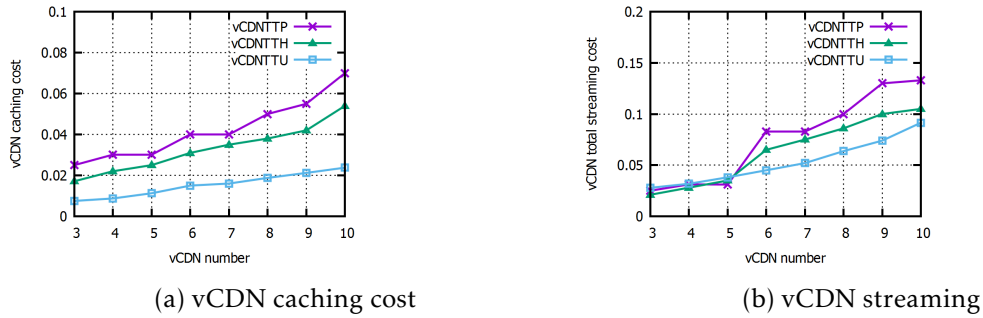 0.1
0.08
0.06
0.04
0.02
0
vCDN caching cost
vCDNTTP
vCDNTTH
vCDNTTU
3 4 5 6 7 8 9 10
vCDN number
(a) vCDN caching cost
0.2
0.15
0.1
0.05
0
vCDN total streaming cost
vCDNTTP
vCDNTTH
vCDNTTU
3 4 5 6 7 8 9 10
vCDN number
(b) vCDN streaming